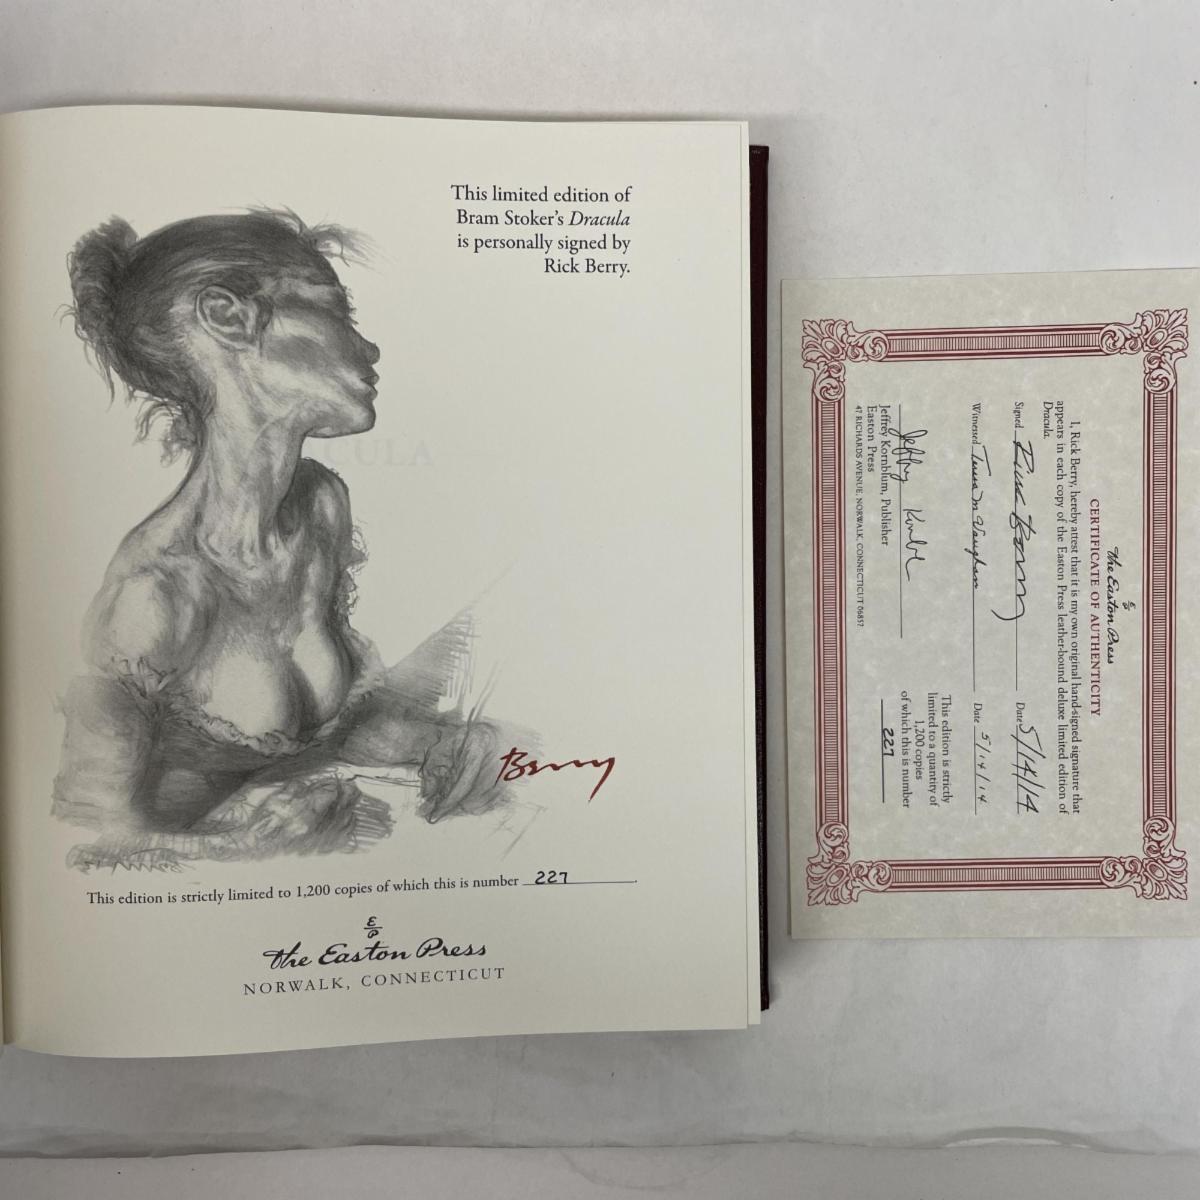 This limited edition of
Bram Stoker's Dracula
is personally signed by
Rick Berry.
Berry
This edition is strictly limited to 1,200 copies of which this is number 227.
E/P
The Easton Press
NORWALK, CONNECTICUT
The Easton Press
E/P
CERTIFICATE OF AUTHENTICITY
I, Rick Berry, hereby attest that it is my own original hand-signed signature that
appears in each copy of the Easton Press leather-bound deluxe limited edition of
Dracula.
Signed Rick Berry Date 5/14/14
Witnessed Vaughan Date 5/14/14
Jeffrey Kornblum, Publisher
Easton Press
47 RICHARDS AVENUE, NORWALK, CONNECTICUT 06857
This edition is strictly
limited to a quantity of
1,200 copies
of which this is number
227